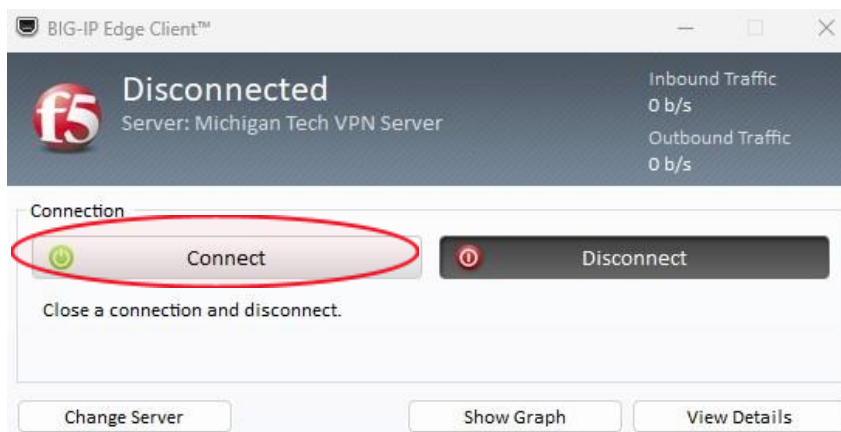 BIG-IP Edge Client™
f5
Disconnected
Server: Michigan Tech VPN Server
Inbound Traffic
0 b/s
Outbound Traffic
0 b/s
Connection
Connect
Disconnect
Close a connection and disconnect.
Change Server
Show Graph
View Details